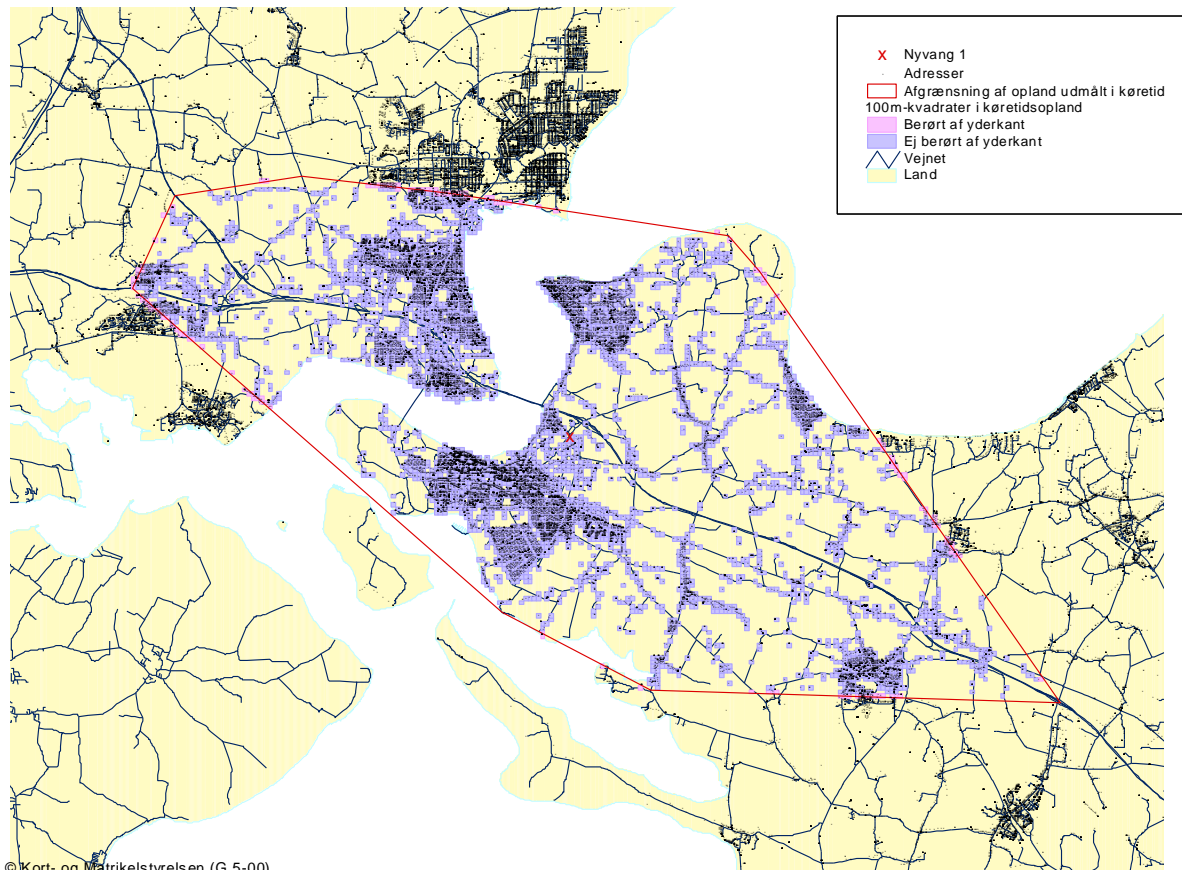 x Nyvang 1
Adresser
Afgrænsning af opland udmålt i køretid
100m-kvadrater i køretidsopland
Berørt af yderkant
Ej berørt af yderkant
Vejnet
Land
© Kort- og Matrikelstyrelsen (G 5-00)